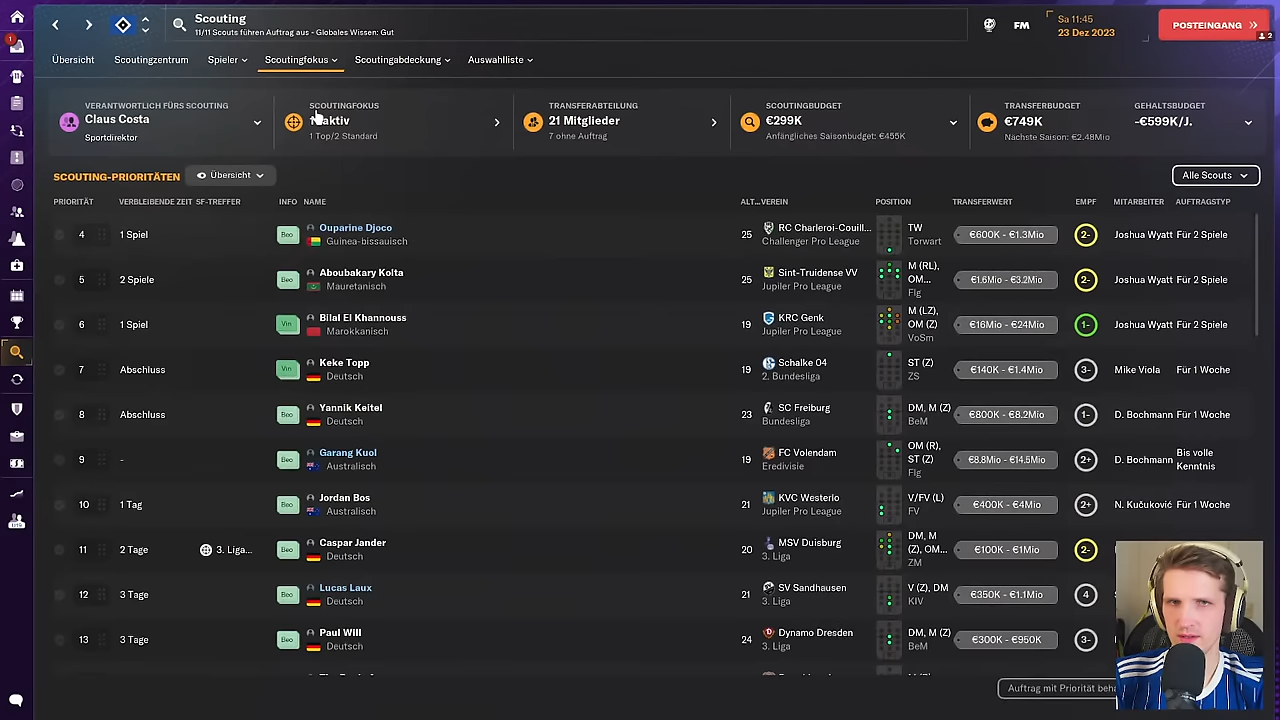 Scouting
11/11 Scouts führen Auftrag aus - Globales Wissen: Gut
FM
Sa 11:45
23 Dez 2023
POSTEINGANG
2
1
Übersicht
Scoutingzentrum
Spieler
Scoutingfokus
Scoutingabdeckung
Auswahlliste
VERANTWORTLICH FÜRS SCOUTING
Claus Costa
Sportdirektor
SCOUTINGFOKUS
aktiv
1 Top/2 Standard
TRANSFERABTEILUNG
21 Mitglieder
7 ohne Auftrag
SCOUTINGBUDGET
€299K
Anfängliches Saisonbudget: €455K
TRANSFERBUDGET
€749K
Nächste Saison: €2.48Mio
GEHALTSBUDGET
-€599K/J.
SCOUTING-PRIORITÄTEN
Übersicht
Alle Scouts
PRIORITÄT VERBLEIBENDE ZEIT SF-TREFFER INFO NAME ALT... VEREIN POSITION TRANSFERWERT EMPF MITARBEITER AUFTRAGSTYP
4 1 Spiel Beo Ouparine Djoco 25 RC Charleroi-Couill... TW €600K - €1.3Mio 2- Joshua Wyatt Für 2 Spiele
Guinea-bissauisch Challenger Pro League Torwart
5 2 Spiele Beo Aboubakary Koïta 25 Sint-Truidense VV M (RL), OM... €1.6Mio - €3.2Mio 2- Joshua Wyatt Für 2 Spiele
Mauretanisch Jupiler Pro League Flg
6 1 Spiel Vin Bilal El Khannouss 19 KRC Genk M (LZ), OM (Z) €16Mio - €24Mio 1- Joshua Wyatt Für 2 Spiele
Marokkanisch Jupiler Pro League VoSm
7 Abschluss Vin Keke Topp 19 Schalke 04 ST (Z) €140K - €1.4Mio 3- Mike Viola Für 1 Woche
Deutsch 2. Bundesliga ZS
8 Abschluss Beo Yannik Keitel 23 SC Freiburg DM, M (Z) €800K - €8.2Mio 1- D. Bochmann Für 1 Woche
Deutsch Bundesliga BeM
9 - Beo Garang Kuol 19 FC Volendam OM (R), ST (Z) €8.8Mio - €14.5Mio 2+ D. Bochmann Bis volle Kenntnis
Australisch Eredivisie Flg
10 1 Tag Beo Jordan Bos 21 KVC Westerlo V/FV (L) €400K - €4Mio 2+ N. Kučuković Für 1 Woche
Australisch Jupiler Pro League FV
11 2 Tage 3. Liga... Beo Caspar Jander 20 MSV Duisburg DM, M (Z), OM... €100K - €1Mio 2-
Deutsch 3. Liga ZM
12 3 Tage Beo Lucas Laux 21 SV Sandhausen V (Z), DM €350K - €1.1Mio 4
Deutsch 3. Liga KIV
13 3 Tage Beo Paul Will 24 Dynamo Dresden DM, M (Z) €300K - €950K 3-
Deutsch 3. Liga BeM
Auftrag mit Priorität beha